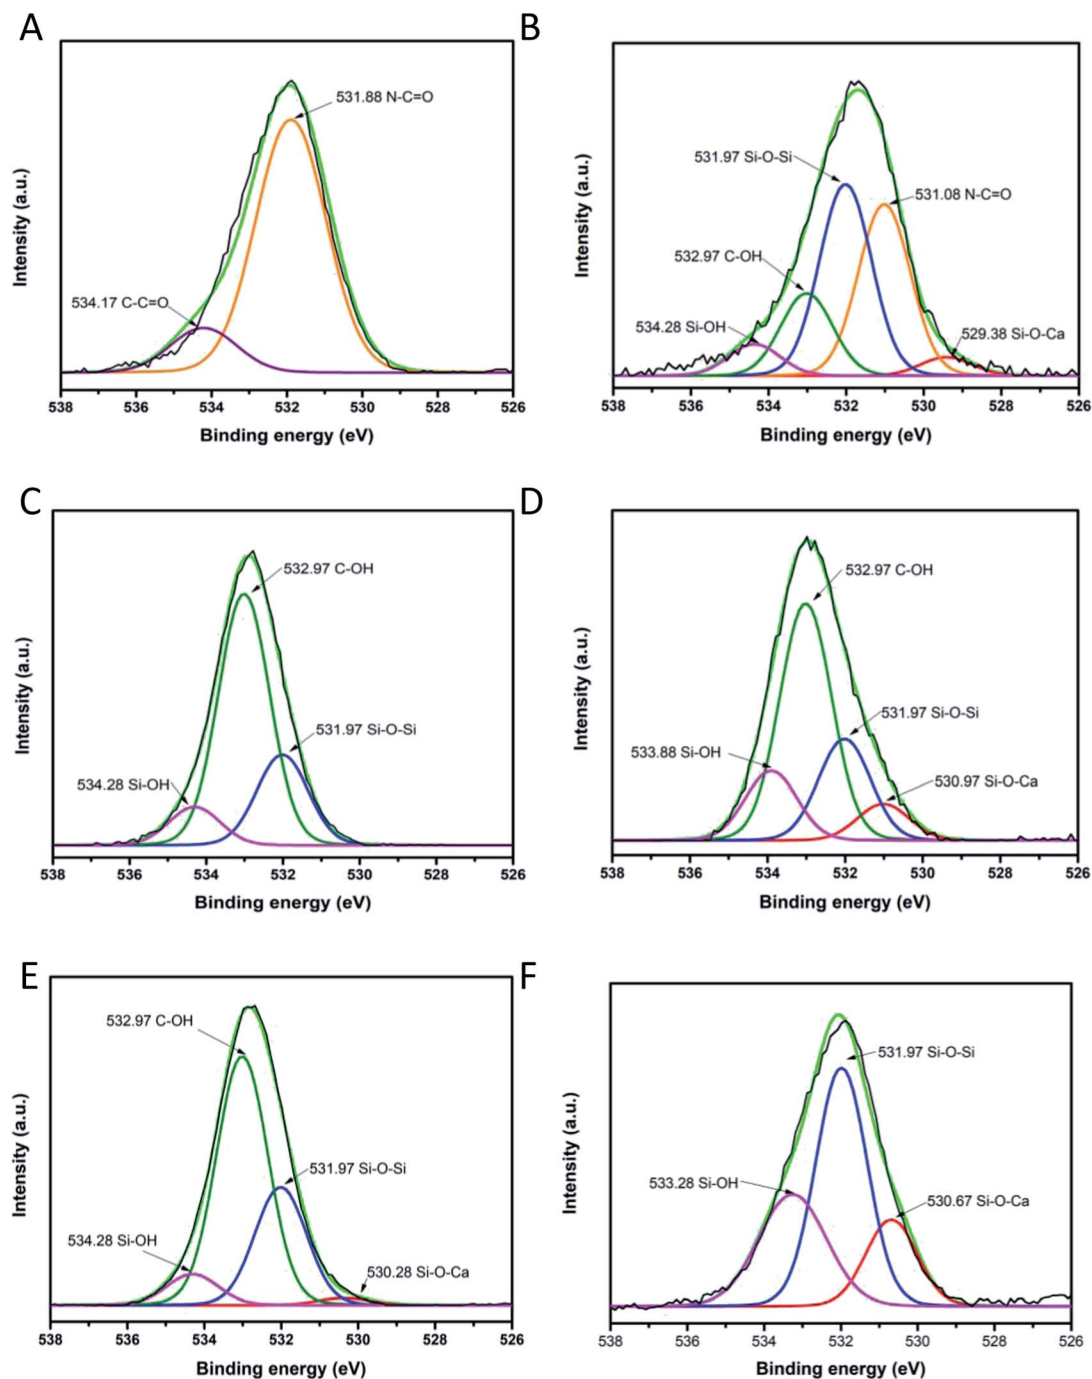 A
531.88 N-C=O
534.17 C-C=O
Intensity (a.u.)
538 536 534 532 530 528 526
Binding energy (eV)
B
531.97 Si-O-Si
531.08 N-C=O
532.97 C-OH
534.28 Si-OH
529.38 Si-O-Ca
Intensity (a.u.)
538 536 534 532 530 528 526
Binding energy (eV)
C
532.97 C-OH
531.97 Si-O-Si
534.28 Si-OH
Intensity (a.u.)
538 536 534 532 530 528 526
Binding energy (eV)
D
532.97 C-OH
531.97 Si-O-Si
533.88 Si-OH
530.97 Si-O-Ca
Intensity (a.u.)
538 536 534 532 530 528 526
Binding energy (eV)
E
532.97 C-OH
531.97 Si-O-Si
534.28 Si-OH
530.28 Si-O-Ca
Intensity (a.u.)
538 536 534 532 530 528 526
Binding energy (eV)
F
531.97 Si-O-Si
533.28 Si-OH
530.67 Si-O-Ca
Intensity (a.u.)
538 536 534 532 530 528 526
Binding energy (eV)